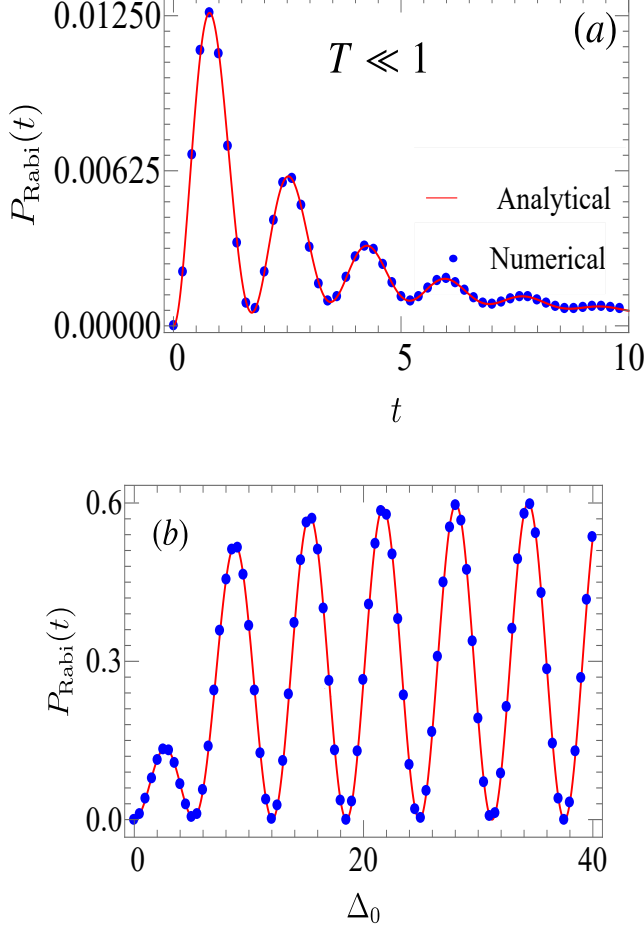 0.01250
(a)
T ≪ 1
P_Rabi(t)
0.00625
Analytical
Numerical
0.00000
0
5
10
t
0.6
(b)
P_Rabi(t)
0.3
0.0
0
20
40
Δ₀